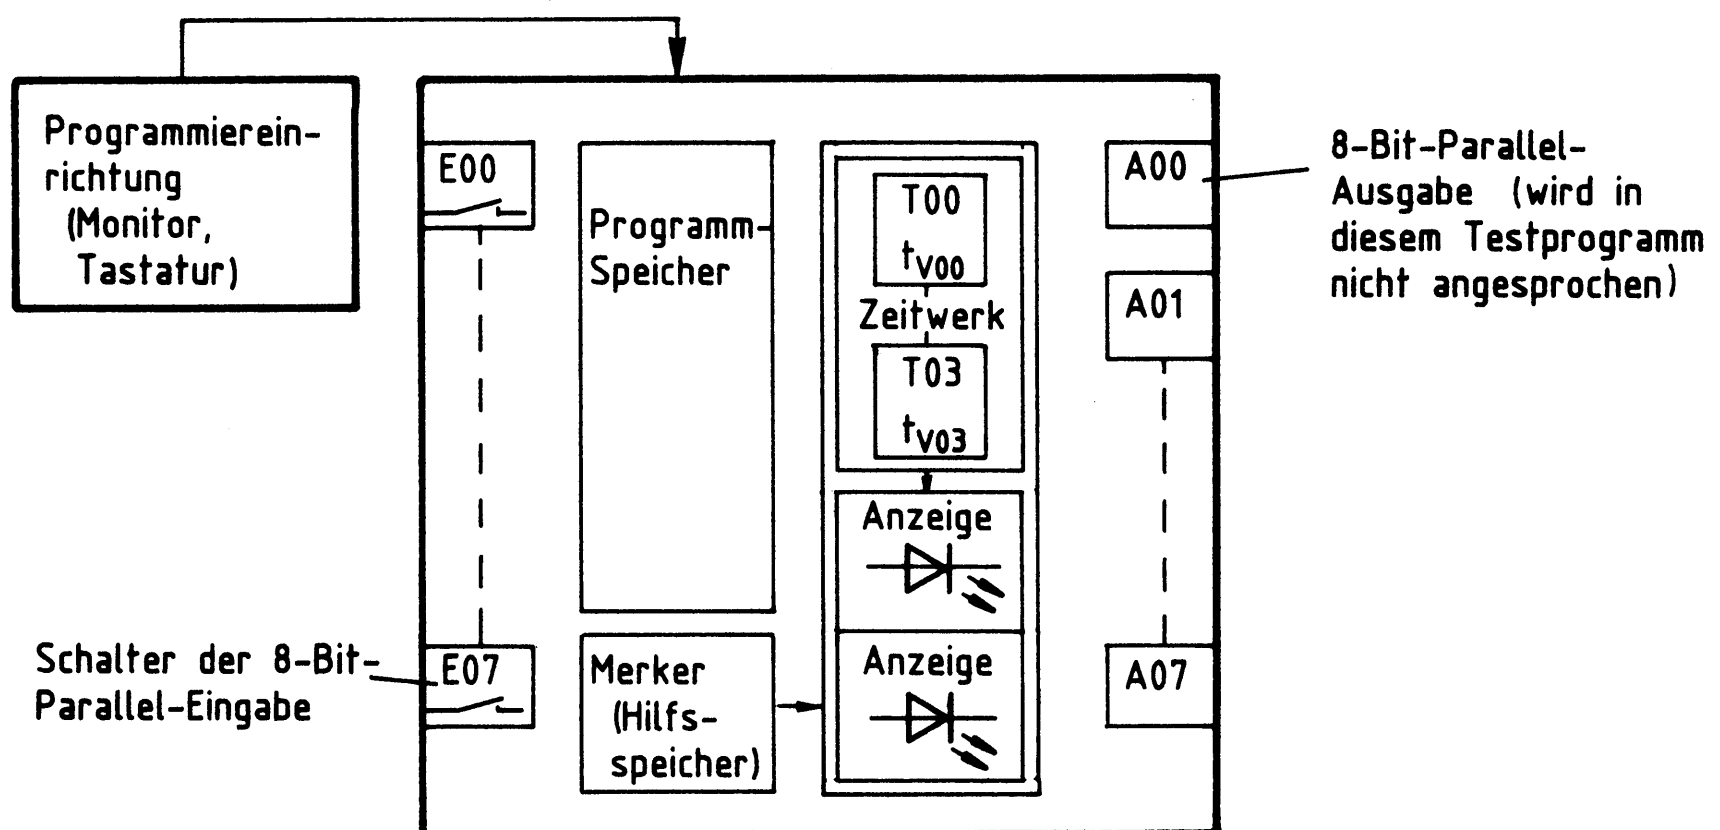 Programmierein-
richtung
(Monitor,
Tastatur)
E00
Programm-
Speicher
T00
tV00
Zeitwerk
T03
tV03
A00
8-Bit-Parallel-
Ausgabe (wird in
diesem Testprogramm
nicht angesprochen)
A01
Anzeige
Schalter der 8-Bit-
Parallel-Eingabe
E07
Merker
(Hilfs-
speicher)
Anzeige
A07